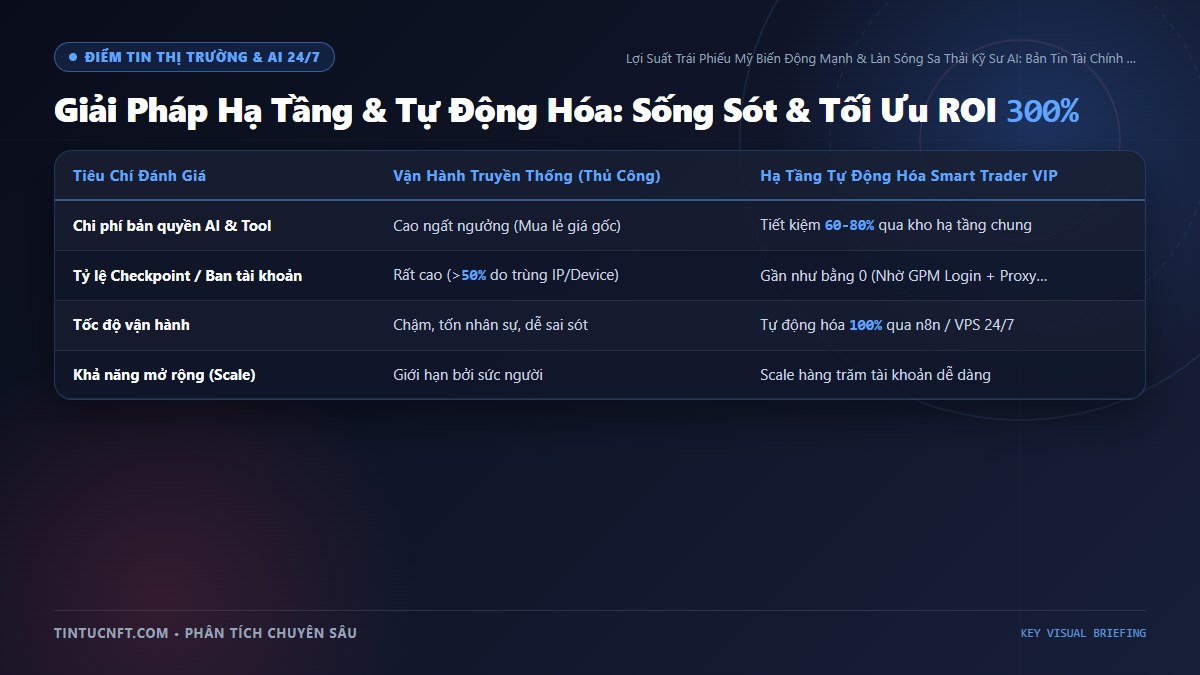 ĐIỂM TIN THỊ TRƯỜNG & AI 24/7
Lợi Suất Trái Phiếu Mỹ Biến Động Mạnh & Làn Sóng Sa Thải Kỹ Sư AI: Bản Tin Tài Chính ...
Giải Pháp Hạ Tầng & Tự Động Hóa: Sống Sót & Tối Ưu ROI 300%
Tiêu Chí Đánh Giá
Vận Hành Truyền Thống (Thủ Công)
Hạ Tầng Tự Động Hóa Smart Trader VIP
Chi phí bản quyền AI & Tool
Cao ngất ngưởng (Mua lẻ giá gốc)
Tiết kiệm 60-80% qua kho hạ tầng chung
Tỷ lệ Checkpoint / Ban tài khoản
Rất cao (>50% do trùng IP/Device)
Gần như bằng 0 (Nhờ GPM Login + Proxy...
Tốc độ vận hành
Chậm, tốn nhân sự, dễ sai sót
Tự động hóa 100% qua n8n / VPS 24/7
Khả năng mở rộng (Scale)
Giới hạn bởi sức người
Scale hàng trăm tài khoản dễ dàng
TINTUCNFT.COM • PHÂN TÍCH CHUYÊN SÂU
KEY VISUAL BRIEFING